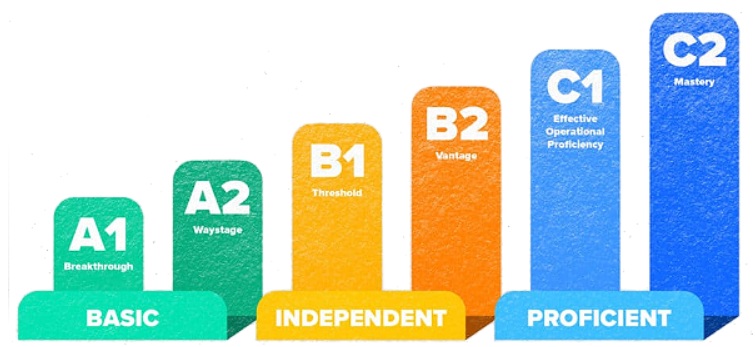 A1
Breakthrough
A2
Waystage
B1
Threshold
B2
Vantage
C1
Effective
Operational
Proficiency
C2
Mastery
BASIC
INDEPENDENT
PROFICIENT